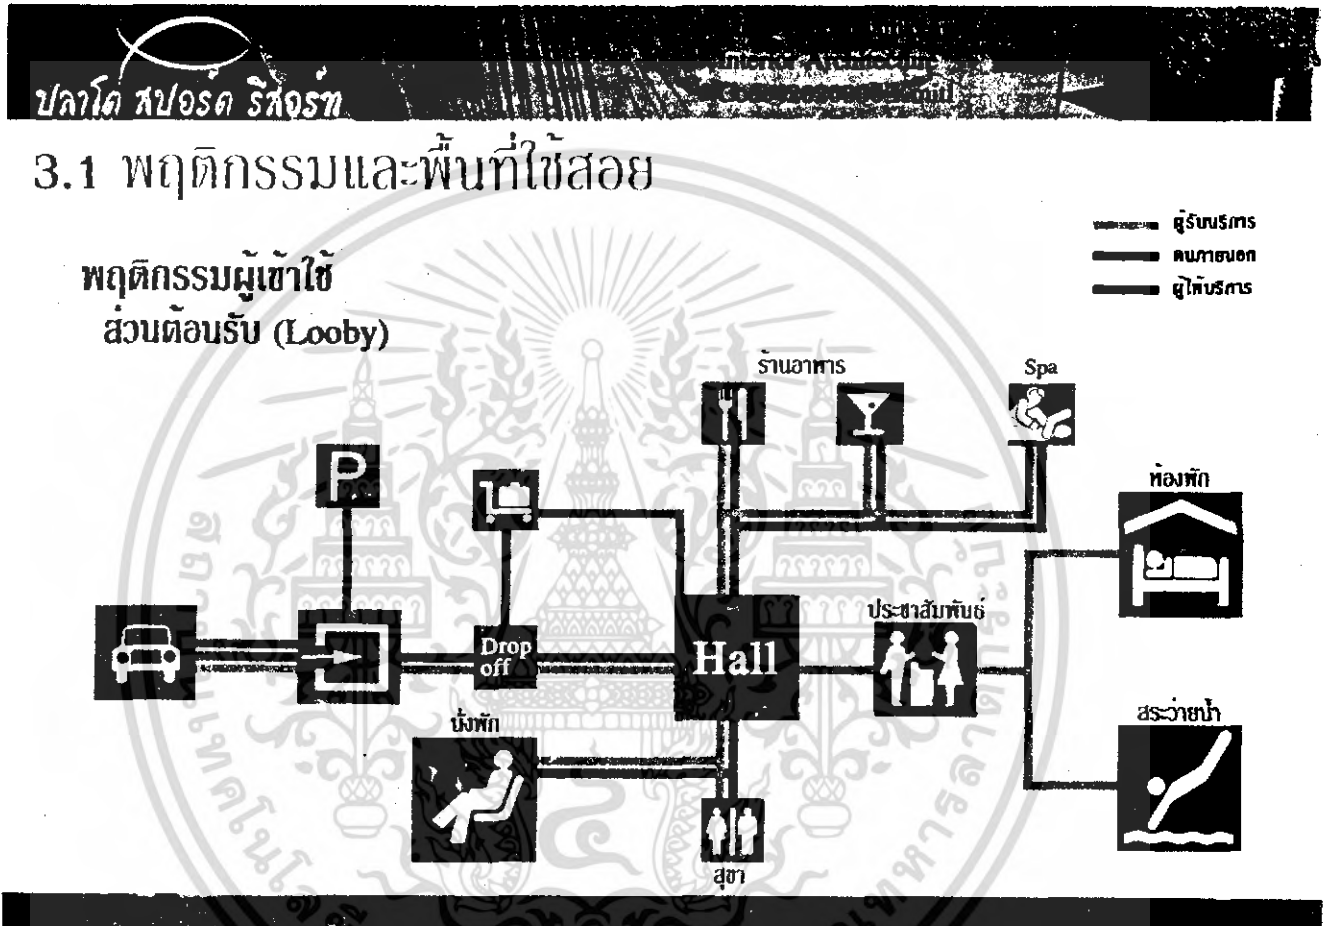 ปลาโด สปอร์ต รีสอร์ท
Interior Architecture
3.1 พฤติกรรมและพื้นที่ใช้สอย
ผู้รับบริการ
คนภายนอก
ผู้ให้บริการ
พฤติกรรมผู้เข้าใช้
ส่วนต้อนรับ (Looby)
ร้านอาหาร
Spa
P
ห้องพัก
ประชาสัมพันธ์
Drop
off
Hall
นั่งพัก
สระว่ายน้ำ
สุขา